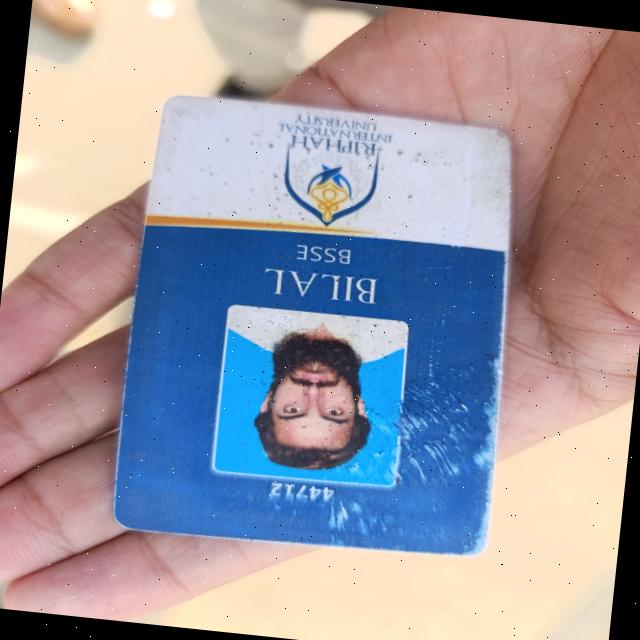 44712
BILAL
BSSE
RIPHAH
INTERNATIONAL
UNIVERSITY